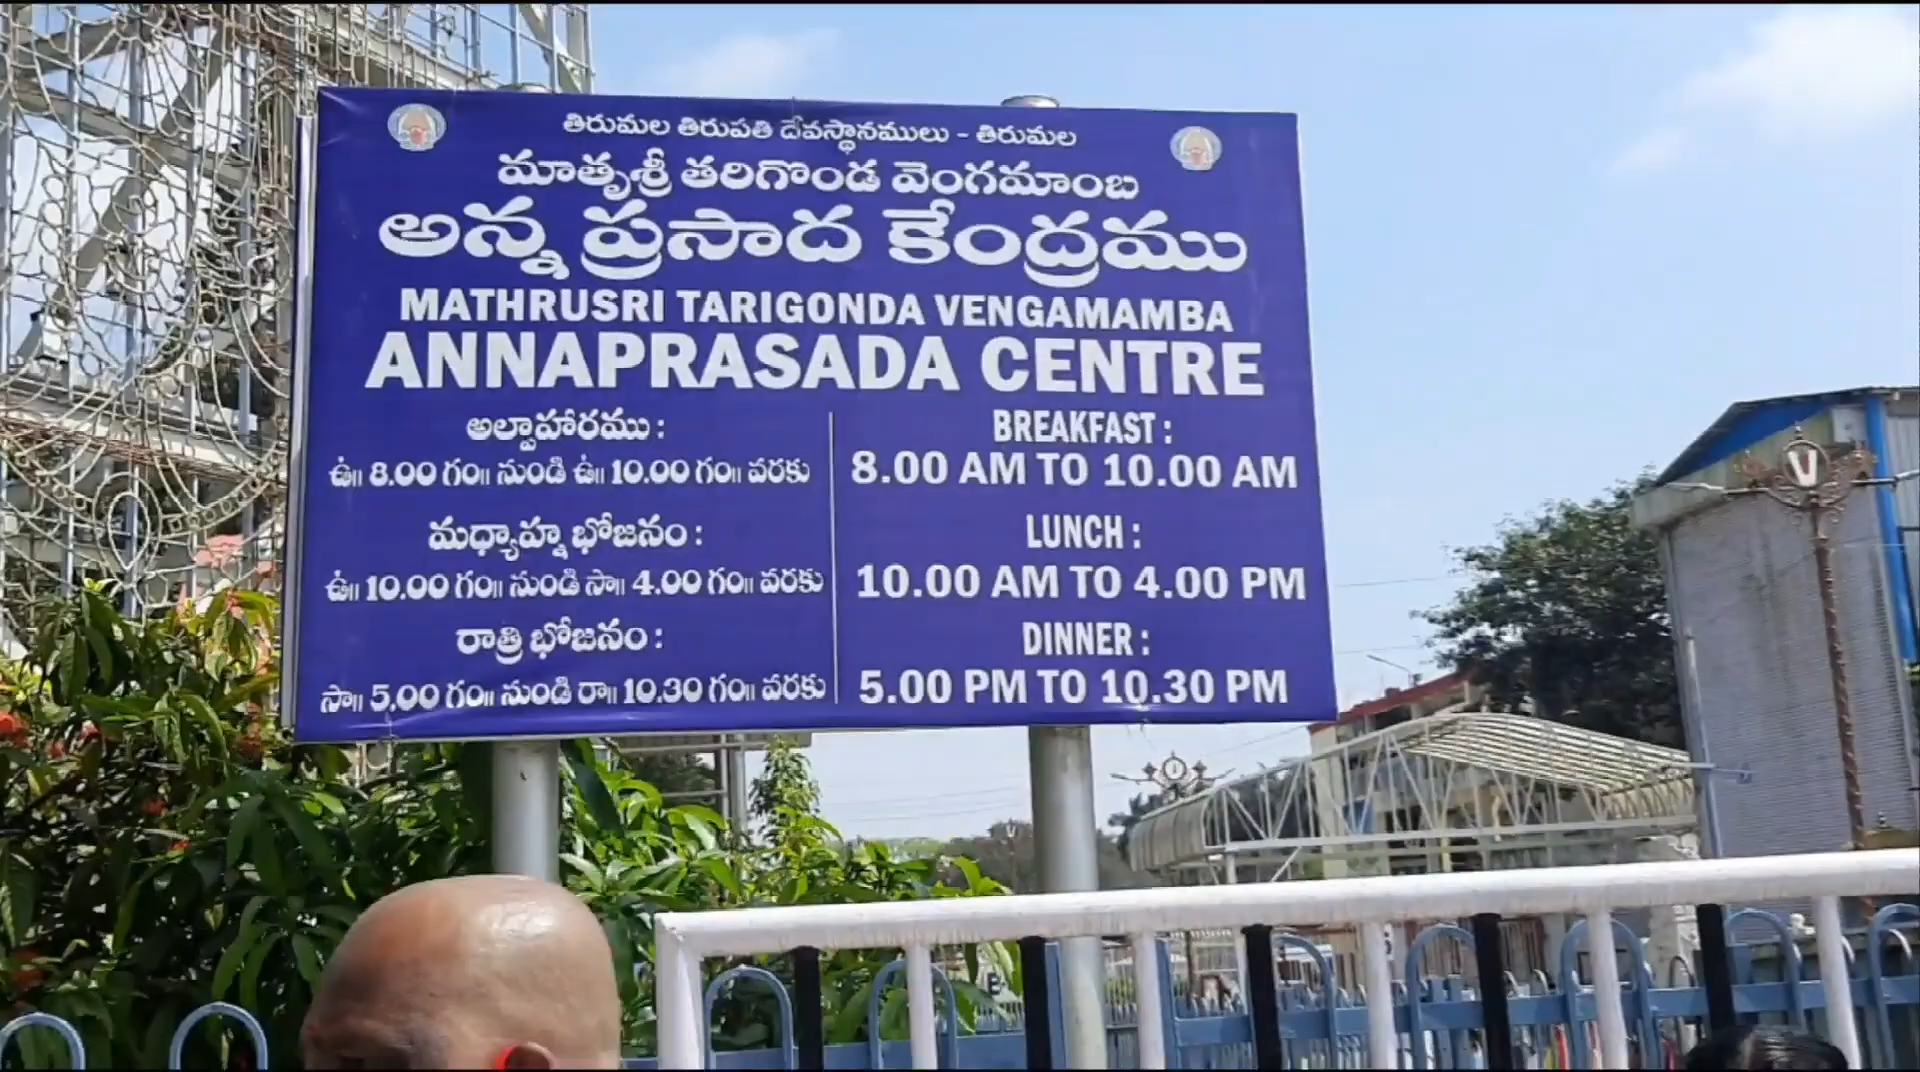 తిరుమల తిరుపతి దేవస్థానములు - తిరుమల
మాతృశ్రీ తరిగొండ వెంగమాంబ
అన్న ప్రసాద కేంద్రము
MATHRUSRI TARIGONDA VENGAMAMBA
ANNAPRASADA CENTRE
అల్పాహారము :
ఉ॥ 8.00 గం॥ నుండి ఉ॥ 10.00 గం॥ వరకు
మధ్యాహ్న భోజనం :
ఉ॥ 10.00 గం॥ నుండి సా॥ 4.00 గం॥ వరకు
రాత్రి భోజనం :
సా॥ 5.00 గం॥ నుండి రా॥ 10.30 గం॥ వరకు
BREAKFAST :
8.00 AM TO 10.00 AM
LUNCH :
10.00 AM TO 4.00 PM
DINNER :
5.00 PM TO 10.30 PM